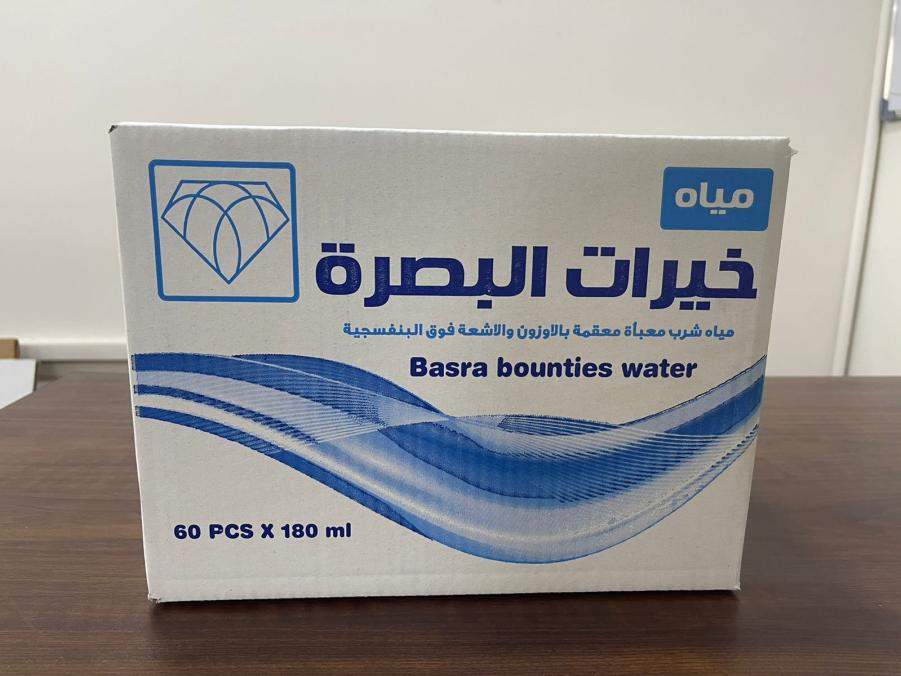 مياه
خيرات البصرة
مياه شرب معبأة معقمة بالاوزون والاشعة فوق البنفسجية
Basra bounties water
60 PCS X 180 ml